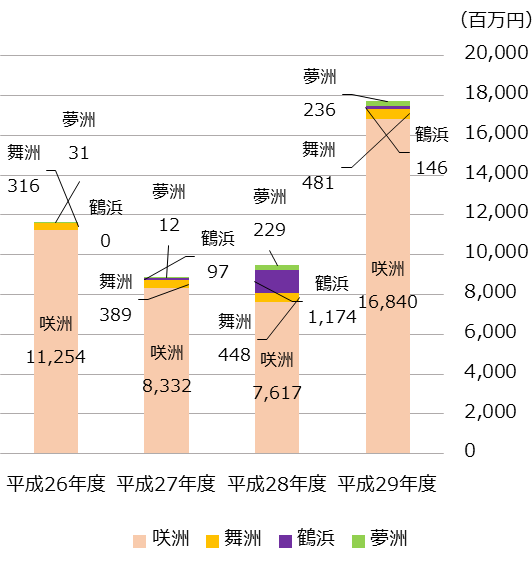 （百万円）
20,000
18,000
16,000
14,000
12,000
10,000
8,000
6,000
4,000
2,000
0
夢洲
31
舞洲
316
鶴浜
0
咲洲
11,254
夢洲
12
鶴浜
97
舞洲
389
咲洲
8,332
夢洲
229
鶴浜
1,174
舞洲
448
咲洲
7,617
夢洲
236
鶴浜
146
舞洲
481
咲洲
16,840
平成26年度 平成27年度 平成28年度 平成29年度
咲洲 舞洲 鶴浜 夢洲